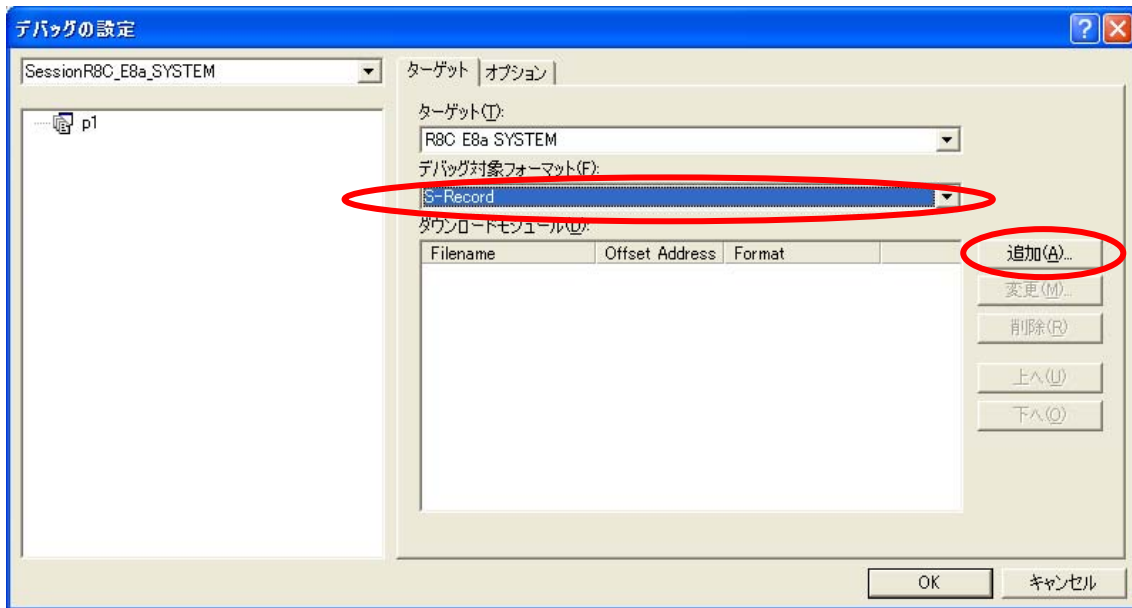 デバッグの設定
SessionR8C_E8a_SYSTEM
p1
ターゲット オプション
ターゲット(T):
R8C E8a SYSTEM
デバッグ対象フォーマット(F):
S-Record
ダウンロードモジュール(D):
Filename Offset Address Format
追加(A)...
変更(M)...
削除(R)
上へ(U)
下へ(O)
OK キャンセル